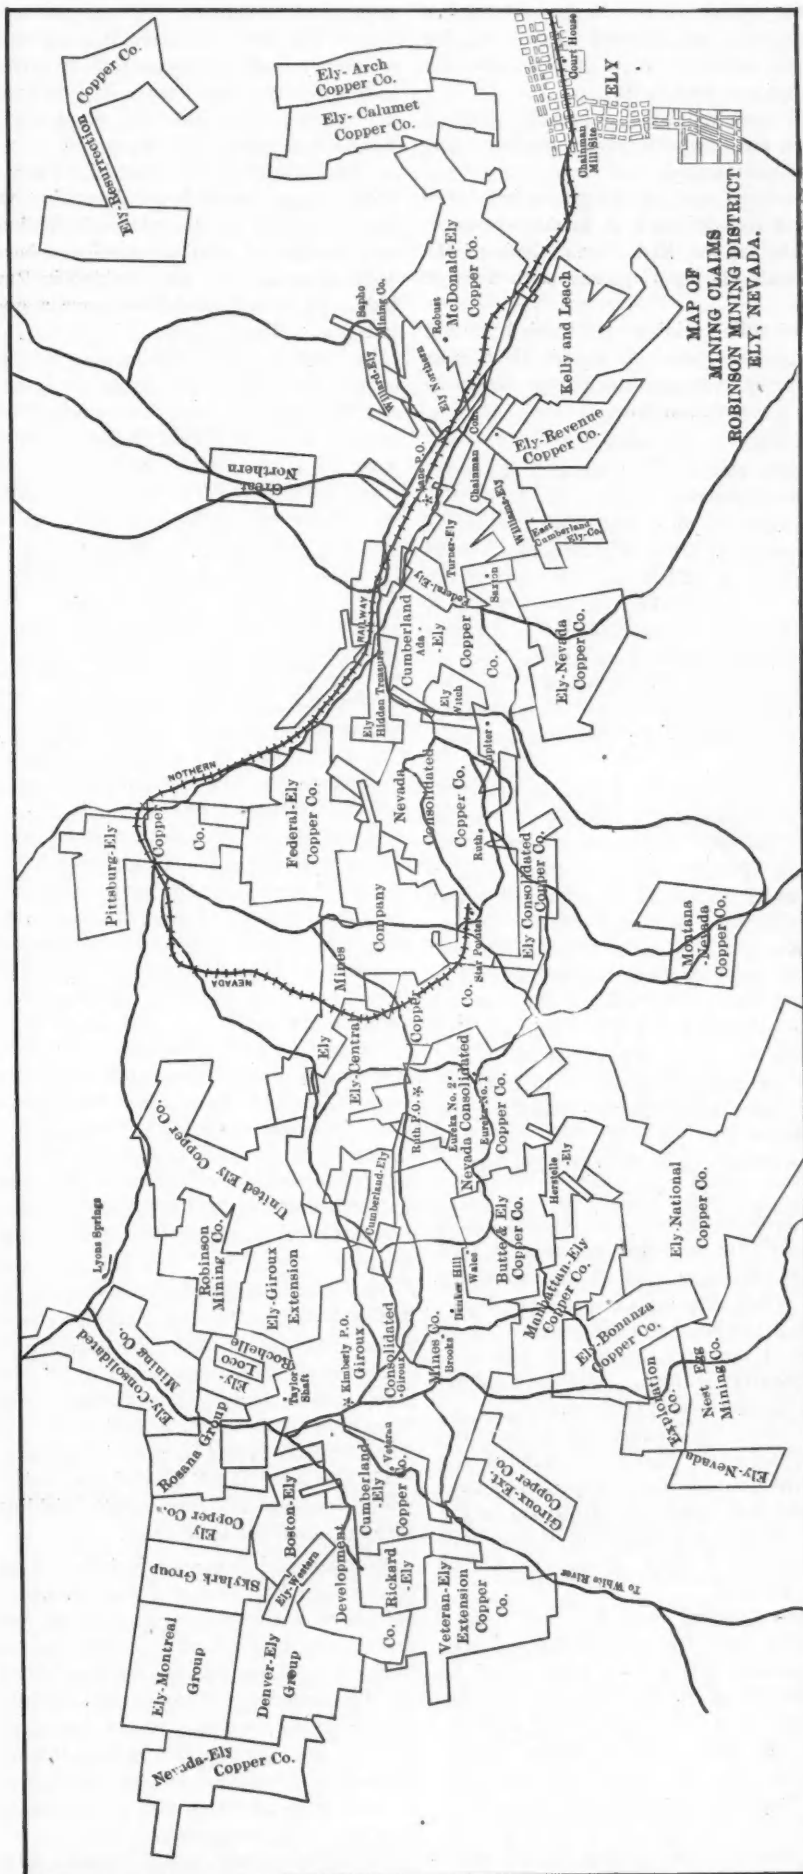 MAP OF
MINING CLAIMS
ROBINSON MINING DISTRICT
ELY, NEVADA.
Ely-Resurrection Copper Co.
Ely-Arch
Copper Co.
Ely-Calumet
Copper Co.
Court House
ELY
Chainman
Mill Site
McDonald-Ely
Copper Co.
Robust
Sapho
Mining Co.
Williard-Ely
Ely Northern
Kelly and Leach
Ely-Revenue
Copper Co.
Great
Northern
Lane P.O.
Chainman Con.
Williams-Ely
East
Cumberland
Ely-Co.
Turner-Ely
Federal-Ely
Saxton
RAILWAY
Cumberland
-Ely
Copper
Co.
Ada
Ely
Witch
Ely
Hidden Treasure
Ely-Nevada
Copper Co.
NOTHERN
Pittsburg-Ely
Copper
Co.
Federal-Ely
Copper Co.
Nevada
Consolidated
Copper Co.
Jupiter
Ruth
Ely Consolidated
Copper Co.
Montana
-Nevada
Copper Co.
NEVADA
Mines
Company
Star Pointer
Ely
Ely-Central
Copper
Co.
United Ely Copper Co.
Cumberland-Ely
Ruth P.O.
Eureka No. 2
Nevada Consolidated
Eureka-No. 1
Copper Co.
Butte & Ely
Copper Co.
Herstelle
-Ely
Ely-National
Copper Co.
Lyons Springs
Robinson
Mining Co.
Ely-Giroux
Extension
Ely-Consolidated
Mining Co.
Ely-
Loco
Rochelle
Taylor
Shaft
Kimberly P.O.
Giroux
Consolidated
Giroux
Mines Co.
Brooks
Bunker Hill
Wales
Manhattan-Ely
Copper Co.
Ely-Bonanza
Copper Co.
Exploration
Co.
Nest Egg
Mining Co.
Ely-Nevada
Rosana Group
Ely
Copper Co.
Skylark Group
Boston-Ely
Ely-Western
Cumberland
-Ely
Copper Co.
Veteran
Giroux-Ext.
Copper Co
Development
Co.
Rickard
-Ely
Veteran-Ely
Extension
Copper
Co.
To White River
Ely-Montreal
Group
Denver-Ely
Group
Nevada-Ely
Copper Co.